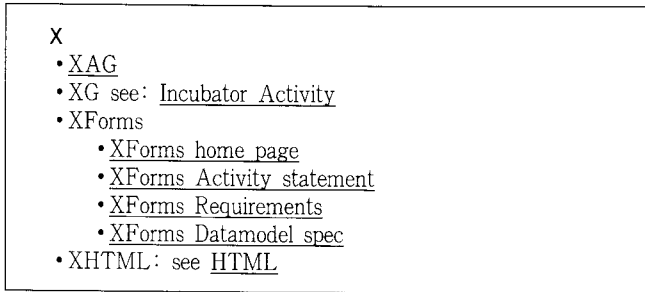 X
• XAG
• XG see: Incubator Activity
• XForms
• XForms home page
• XForms Activity statement
• XForms Requirements
• XForms Datamodel spec
• XHTML: see HTML